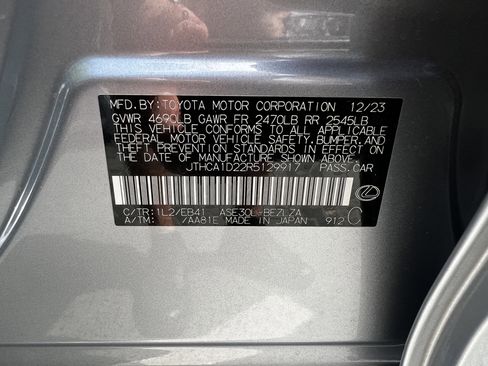 MFD. BY: TOYOTA MOTOR CORPORATION 12/23
GVWR 4690LB GAWR FR 2470LB RR 2545LB
THIS VEHICLE CONFORMS TO ALL APPLICABLE
FEDERAL MOTOR VEHICLE SAFETY, BUMPER, AND
THEFT PREVENTION STANDARDS IN EFFECT ON
THE DATE OF MANUFACTURE SHOWN ABOVE.
JTHCA1D22R5129917 PASS.CAR
C/TR:1L2/EB41 ASE30L-BEZLZA C
A/TM: /AA81E MADE IN JAPAN 912